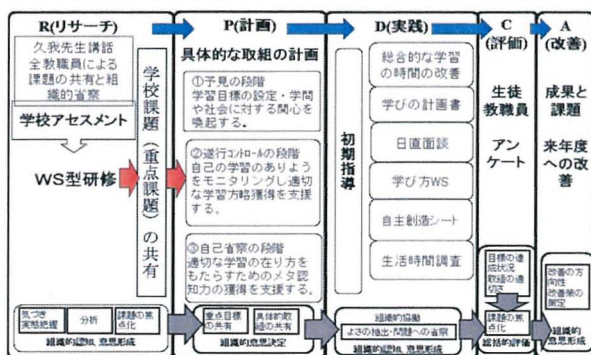 R(リサーチ)
久我先生講話
全教職員による
課題の共有と組
織的省察
学校アセスメント
WS型研修
学校課題(重点課題)の共有
気づき
実態把握
分析
課題の焦
点化
組織的認知、意思形成
P(計画)
具体的な取組の計画
①予見の段階
学習目標の設定・学問
や社会に対する関心を
喚起する。
②遂行コントロールの段階
自己の学習のありよう
をモニタリングし適切
な学習方略獲得を支援
する。
③自己省察の段階
適切な学習の在り方を
もたらすためのメタ認
知力の獲得を支援する。
重点目標
の共有
具体的取
組の共有
組織的意思決定
D(実践)
初期指導
総合的な学習
の時間の改善
学びの計画書
日直面談
学び方WS
自主創造シート
生活時間調査
組織的協働
よさの抽出・問題への省察
組織的認知、意思形成
C
(評価)
生徒
教職員
アン
ケート
目標の達
成状況
取組の適
切さ
課題の焦
点化
総括的評価
A
(改善)
成果と
課題
来年度
への改
善
改善の方
向性
改善策の
策定
組織的
意思形成